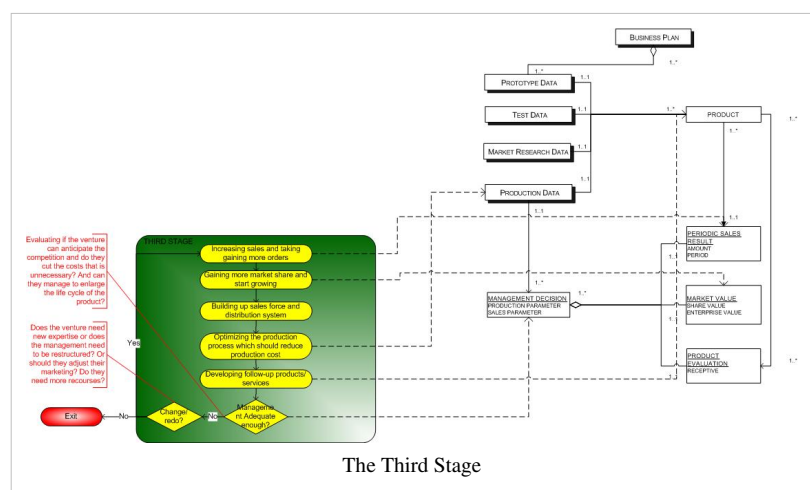 BUSINESS PLAN
1..*
1..*
PROTOTYPE DATA
1..1
TEST DATA
1..1
MARKET RESEARCH DATA
1..1
PRODUCTION DATA
1..1
1..1
1..*
PRODUCT
1..*
1..*
1..*
1..1
PERIODIC SALES
RESULT
AMOUNT
PERIOD
MARKET VALUE
SHARE VALUE
ENTERPRISE VALUE
PRODUCT
EVALUATION
RECEPTIVE
1..*
1..*
MANAGEMENT DECISION
PRODUCTION PARAMETER
SALES PARAMETER
1..*
THIRD STAGE
Increasing sales and taking
gaining more orders
Gaining more market share and
start growing
Building up sales force and
distribution system
Optimizing the production
process which should reduce
production cost
Developing follow-up products/
services
Manageme
nt Adequate
enough?
No
Change/
redo?
No
Exit
Yes
Evaluating if the venture
can anticipate the
competition and do they
cut the costs that is
unnecessary? And can
they manage to enlarge
the life cycle of the
product?
Does the venture need
new expertise or does
the management need
to be restructured? Or
should they adjust their
marketing? Do they
need more recourses?
The Third Stage